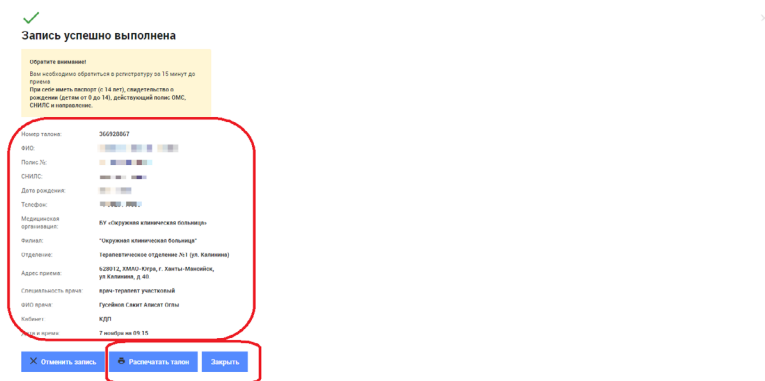 Запись успешно выполнена
Обратите внимание!
Вам необходимо обратиться в регистратуру за 15 минут до
приема
При себе иметь паспорт (с 14 лет), свидетельство о
рождении (детям от 0 до 14), действующий полис ОМС,
СНИЛС и направление.
Номер талона: 366928867
ФИО:
Полис №:
СНИЛС:
Дата рождения:
Телефон:
Медицинская
организация: БУ «Окружная клиническая больница»
Филиал: "Окружная клиническая больница"
Отделение: Терапевтическое отделение №1 (ул. Калинина)
Адрес приема: 628012, ХМАО-Югра, г. Ханты-Мансийск,
ул Калинина, д 40
Специальность врача: врач-терапевт участковый
ФИО врача: Гусейнов Сакит Аписат Оглы
Кабинет: КДП
Дата и время: 7 ноября на 09:15
Отменить запись Распечатать талон Закрыть